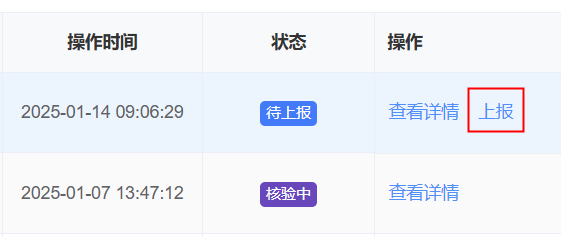 操作时间 状态 操作
2025-01-14 09:06:29 待上报 查看详情 上报
2025-01-07 13:47:12 核验中 查看详情